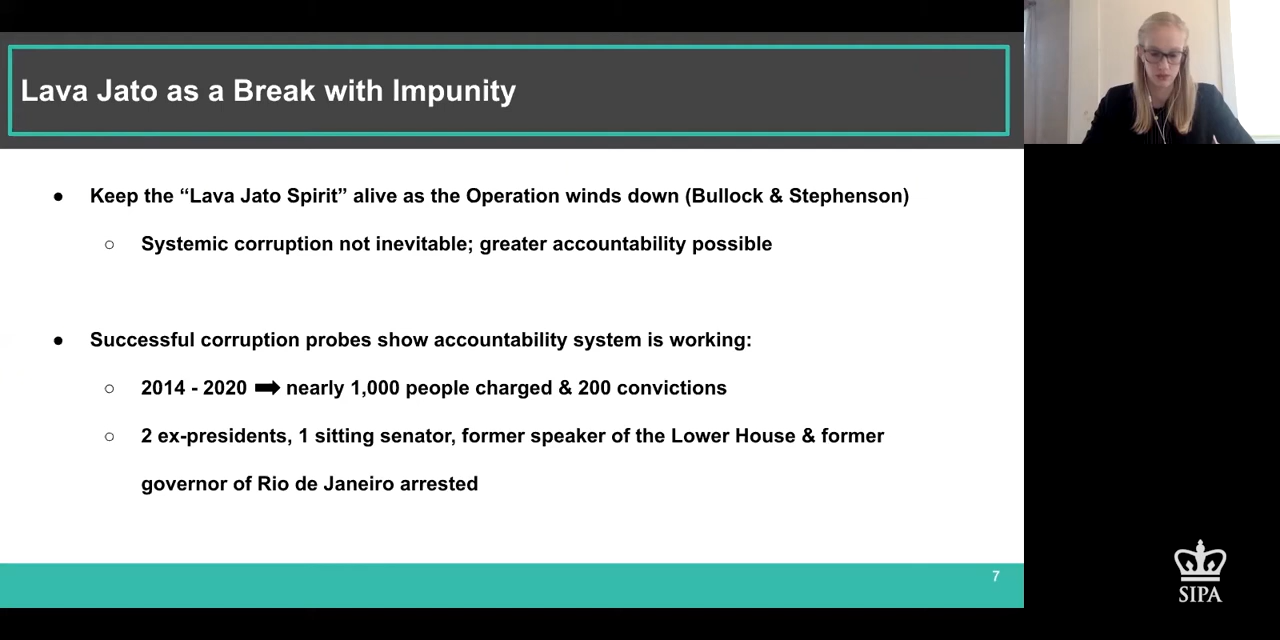 Lava Jato as a Break with Impunity
● Keep the “Lava Jato Spirit” alive as the Operation winds down (Bullock & Stephenson)
○ Systemic corruption not inevitable; greater accountability possible
● Successful corruption probes show accountability system is working:
○ 2014 - 2020 ➡ nearly 1,000 people charged & 200 convictions
○ 2 ex-presidents, 1 sitting senator, former speaker of the Lower House & former
governor of Rio de Janeiro arrested
7
SIPA